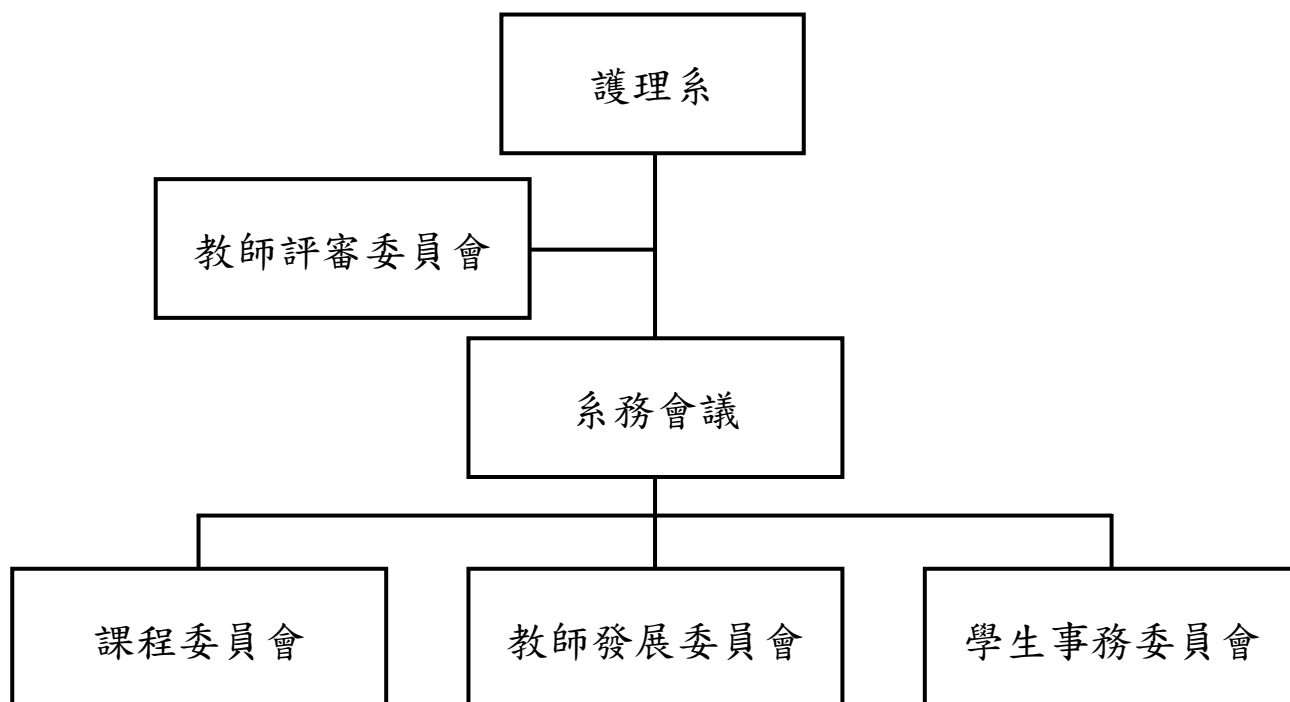 護理系
教師評審委員會
系務會議
課程委員會
教師發展委員會
學生事務委員會